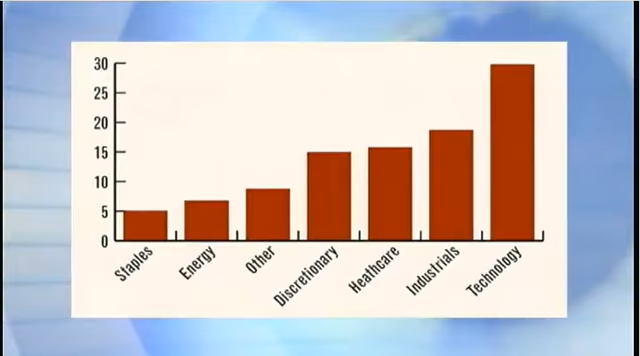 30
25
20
15
10
5
0
Staples
Energy
Other
Discretionary
Heathcare
Industrials
Technology